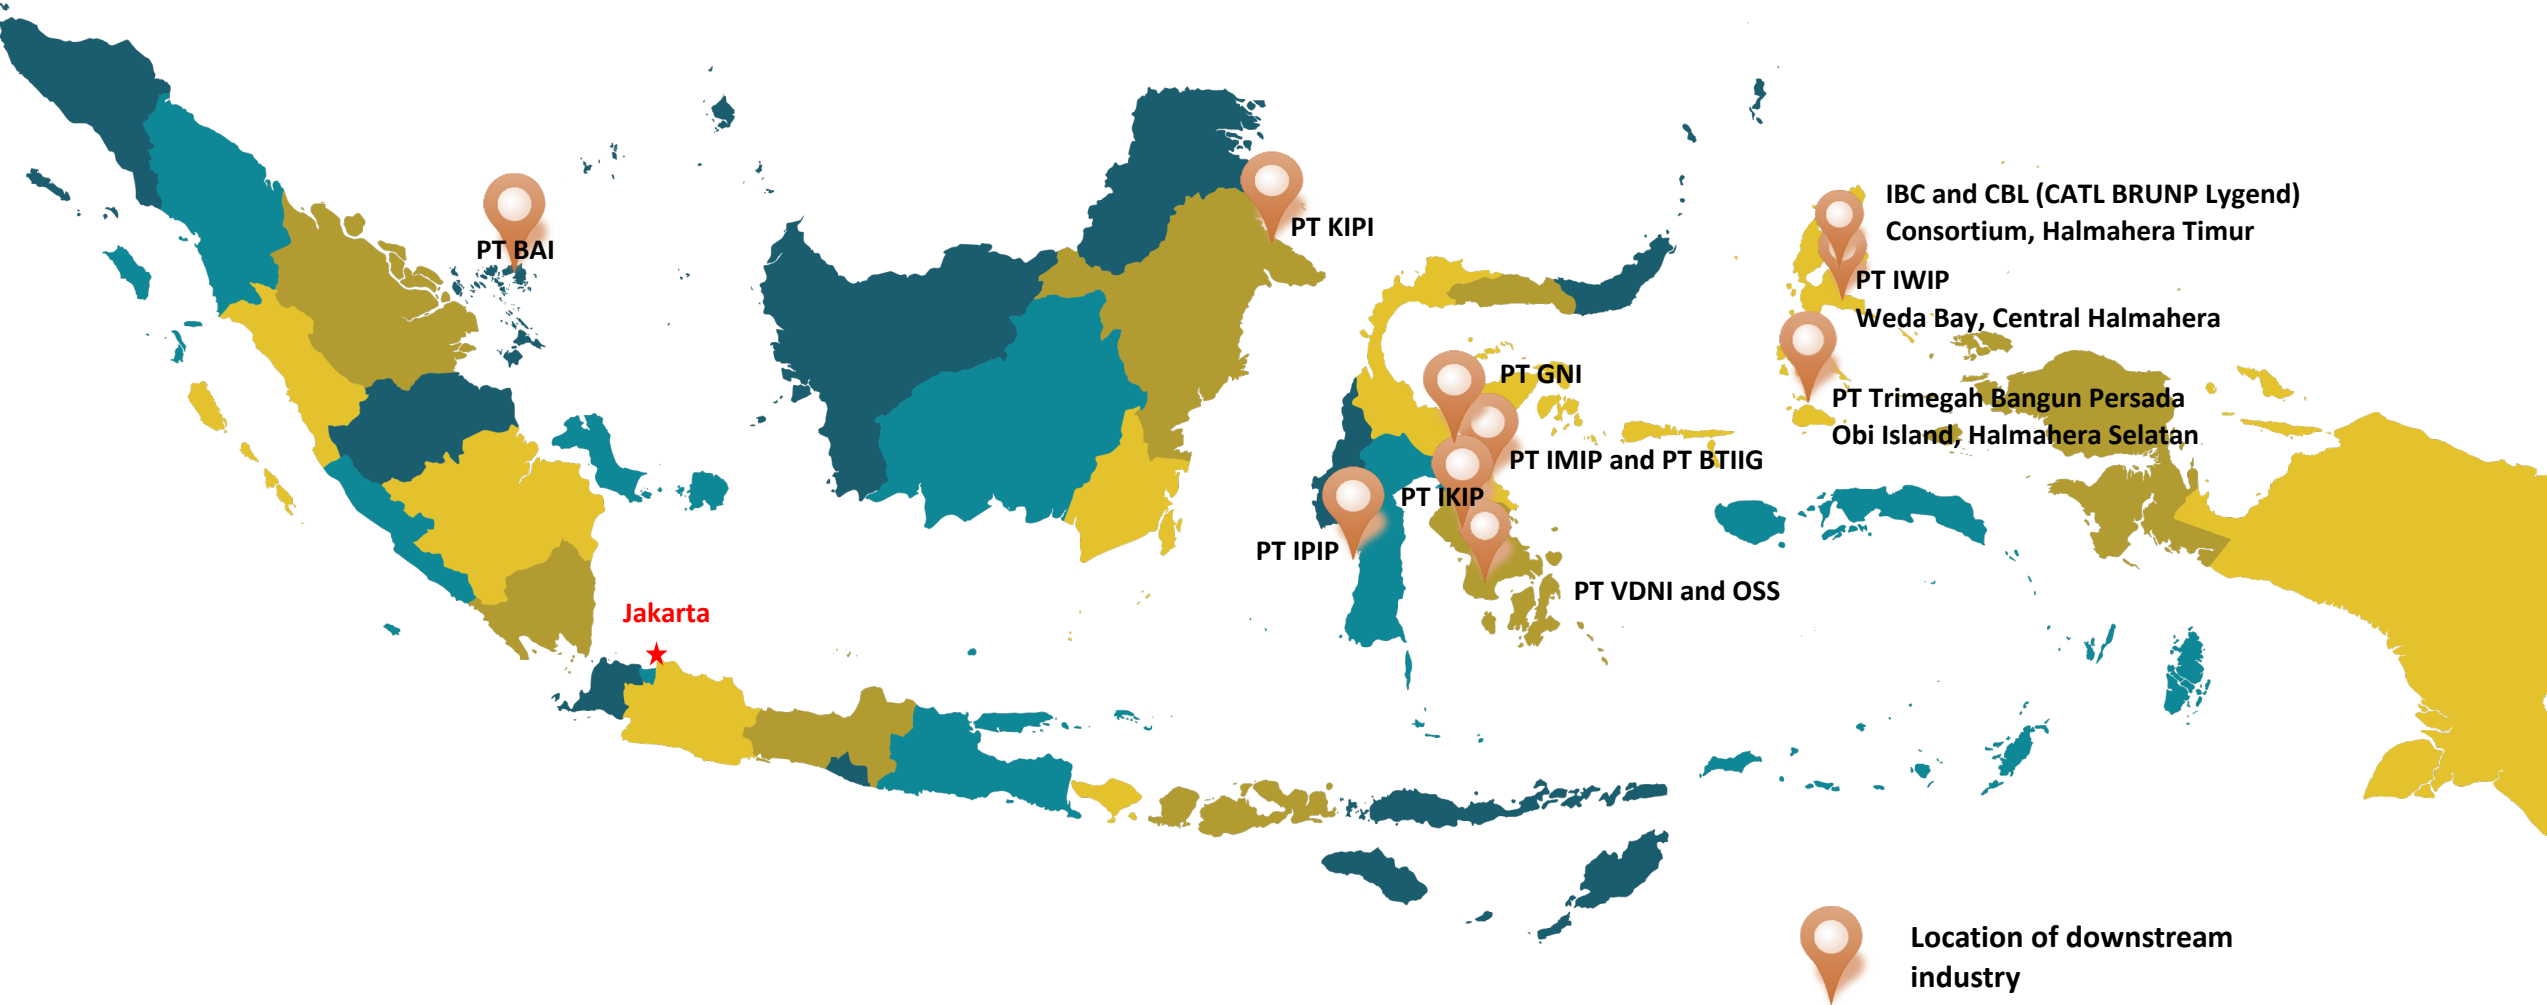 IBC and CBL (CATL BRUNP Lygend)
Consortium, Halmahera Timur
PT KIPI
PT BAI
PT IWIP
Weda Bay, Central Halmahera
PT GNI
PT Trimegah Bangun Persada
Obi Island, Halmahera Selatan
PT IMIP and PT BTIIG
PT IKIP
PT IPIP
PT VDNI and OSS
Jakarta
Location of downstream
industry